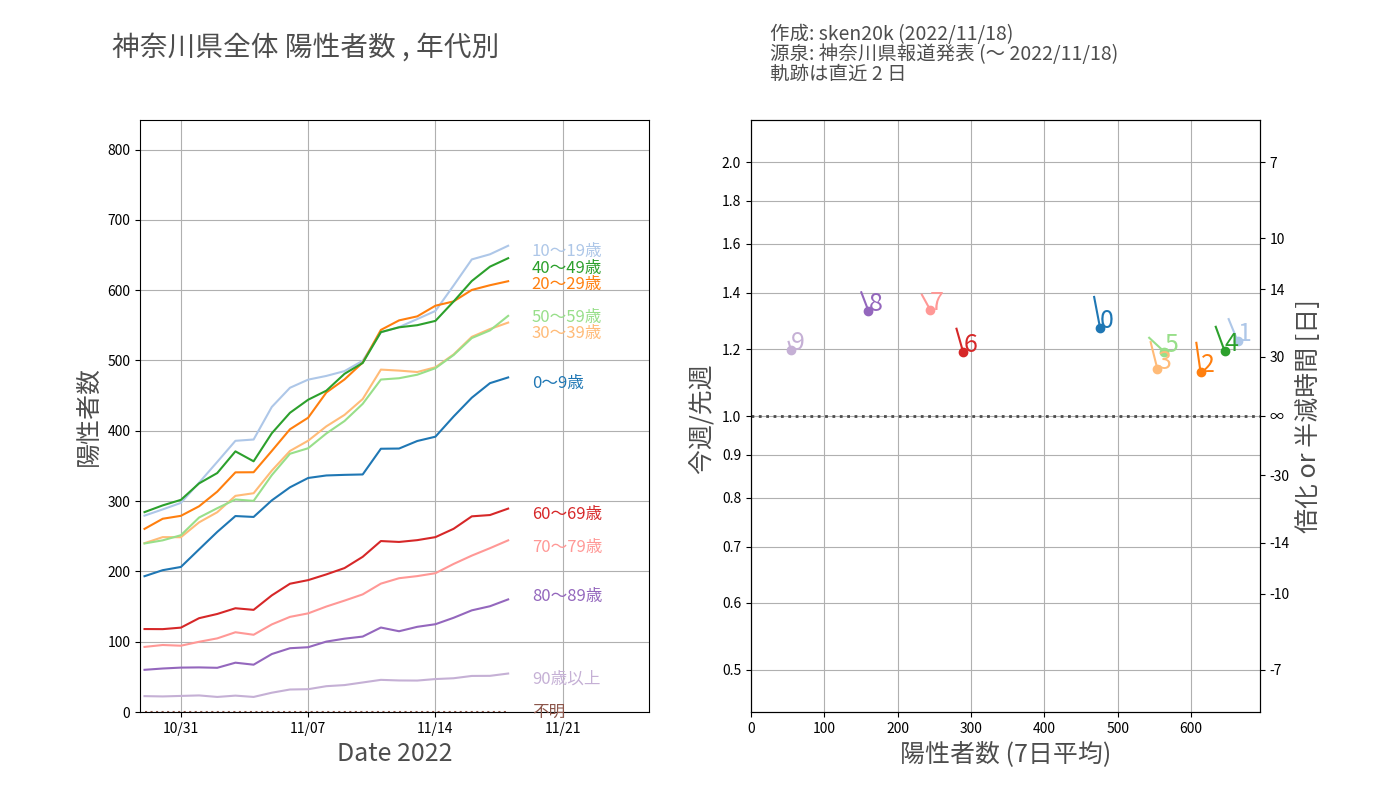 神奈川県全体 陽性者数 , 年代別
作成: sken20k (2022/11/18)
源泉: 神奈川県報道発表 (～ 2022/11/18)
軌跡は直近 2 日
陽性者数
800
700
600
500
400
300
200
100
0
10/31
11/07
11/14
11/21
Date 2022
10～19歳
40～49歳
20～29歳
50～59歳
30～39歳
0～9歳
60～69歳
70～79歳
80～89歳
90歳以上
不明
今週/先週
2.0
1.8
1.6
1.4
1.2
1.0
0.9
0.8
0.7
0.6
0.5
9
8
7
6
0
5
3
2
4
1
0
100
200
300
400
500
600
陽性者数 (7日平均)
7
10
14
30
∞
-30
-14
-10
-7
倍化 or 半減時間 [日]